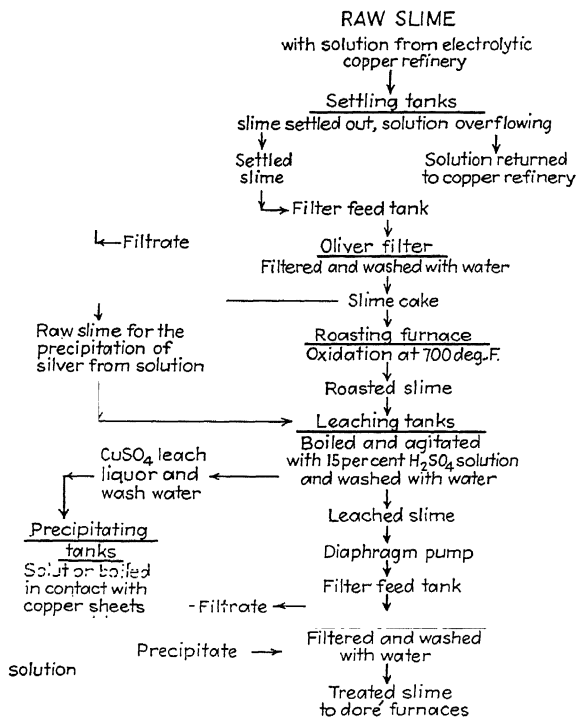 RAW SLIME
with solution from electrolytic
copper refinery
Settling tanks
slime settled out, solution overflowing
Settled
slime
Solution returned
to copper refinery
Filter feed tank
Filtrate
Oliver filter
Filtered and washed with water
Slime cake
Raw slime for the
precipitation of
silver from solution
Roasting furnace
Oxidation at 700 deg. F.
Roasted slime
Leaching tanks
Boiled and agitated
with 15 percent H₂SO₄ solution
and washed with water
CuSO₄ leach
liquor and
wash water
Leached slime
Precipitating
tanks
Diaphragm pump
boiled
in contact with
copper sheets
Filter feed tank
Filtrate
Filtered and washed
with water
Precipitate
solution
Treated slime
to doré furnaces